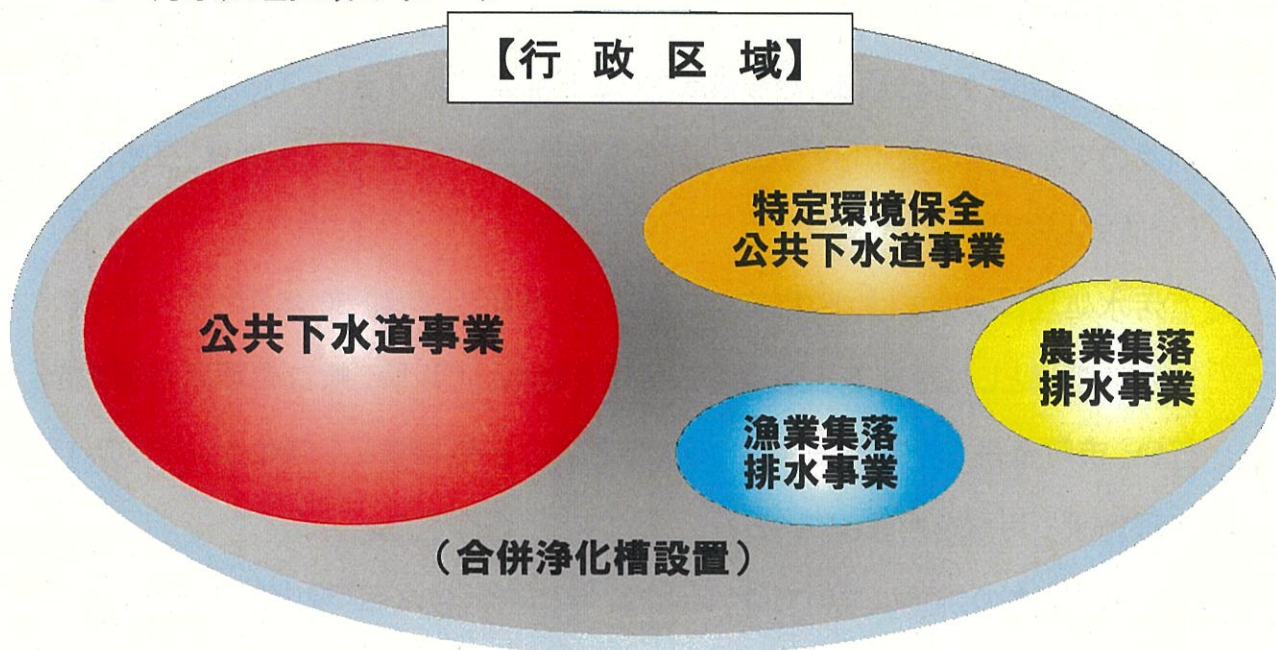 【行 政 区 域】
特定環境保全
公共下水道事業
公共下水道事業
農業集落
排水事業
漁業集落
排水事業
（合併浄化槽設置）